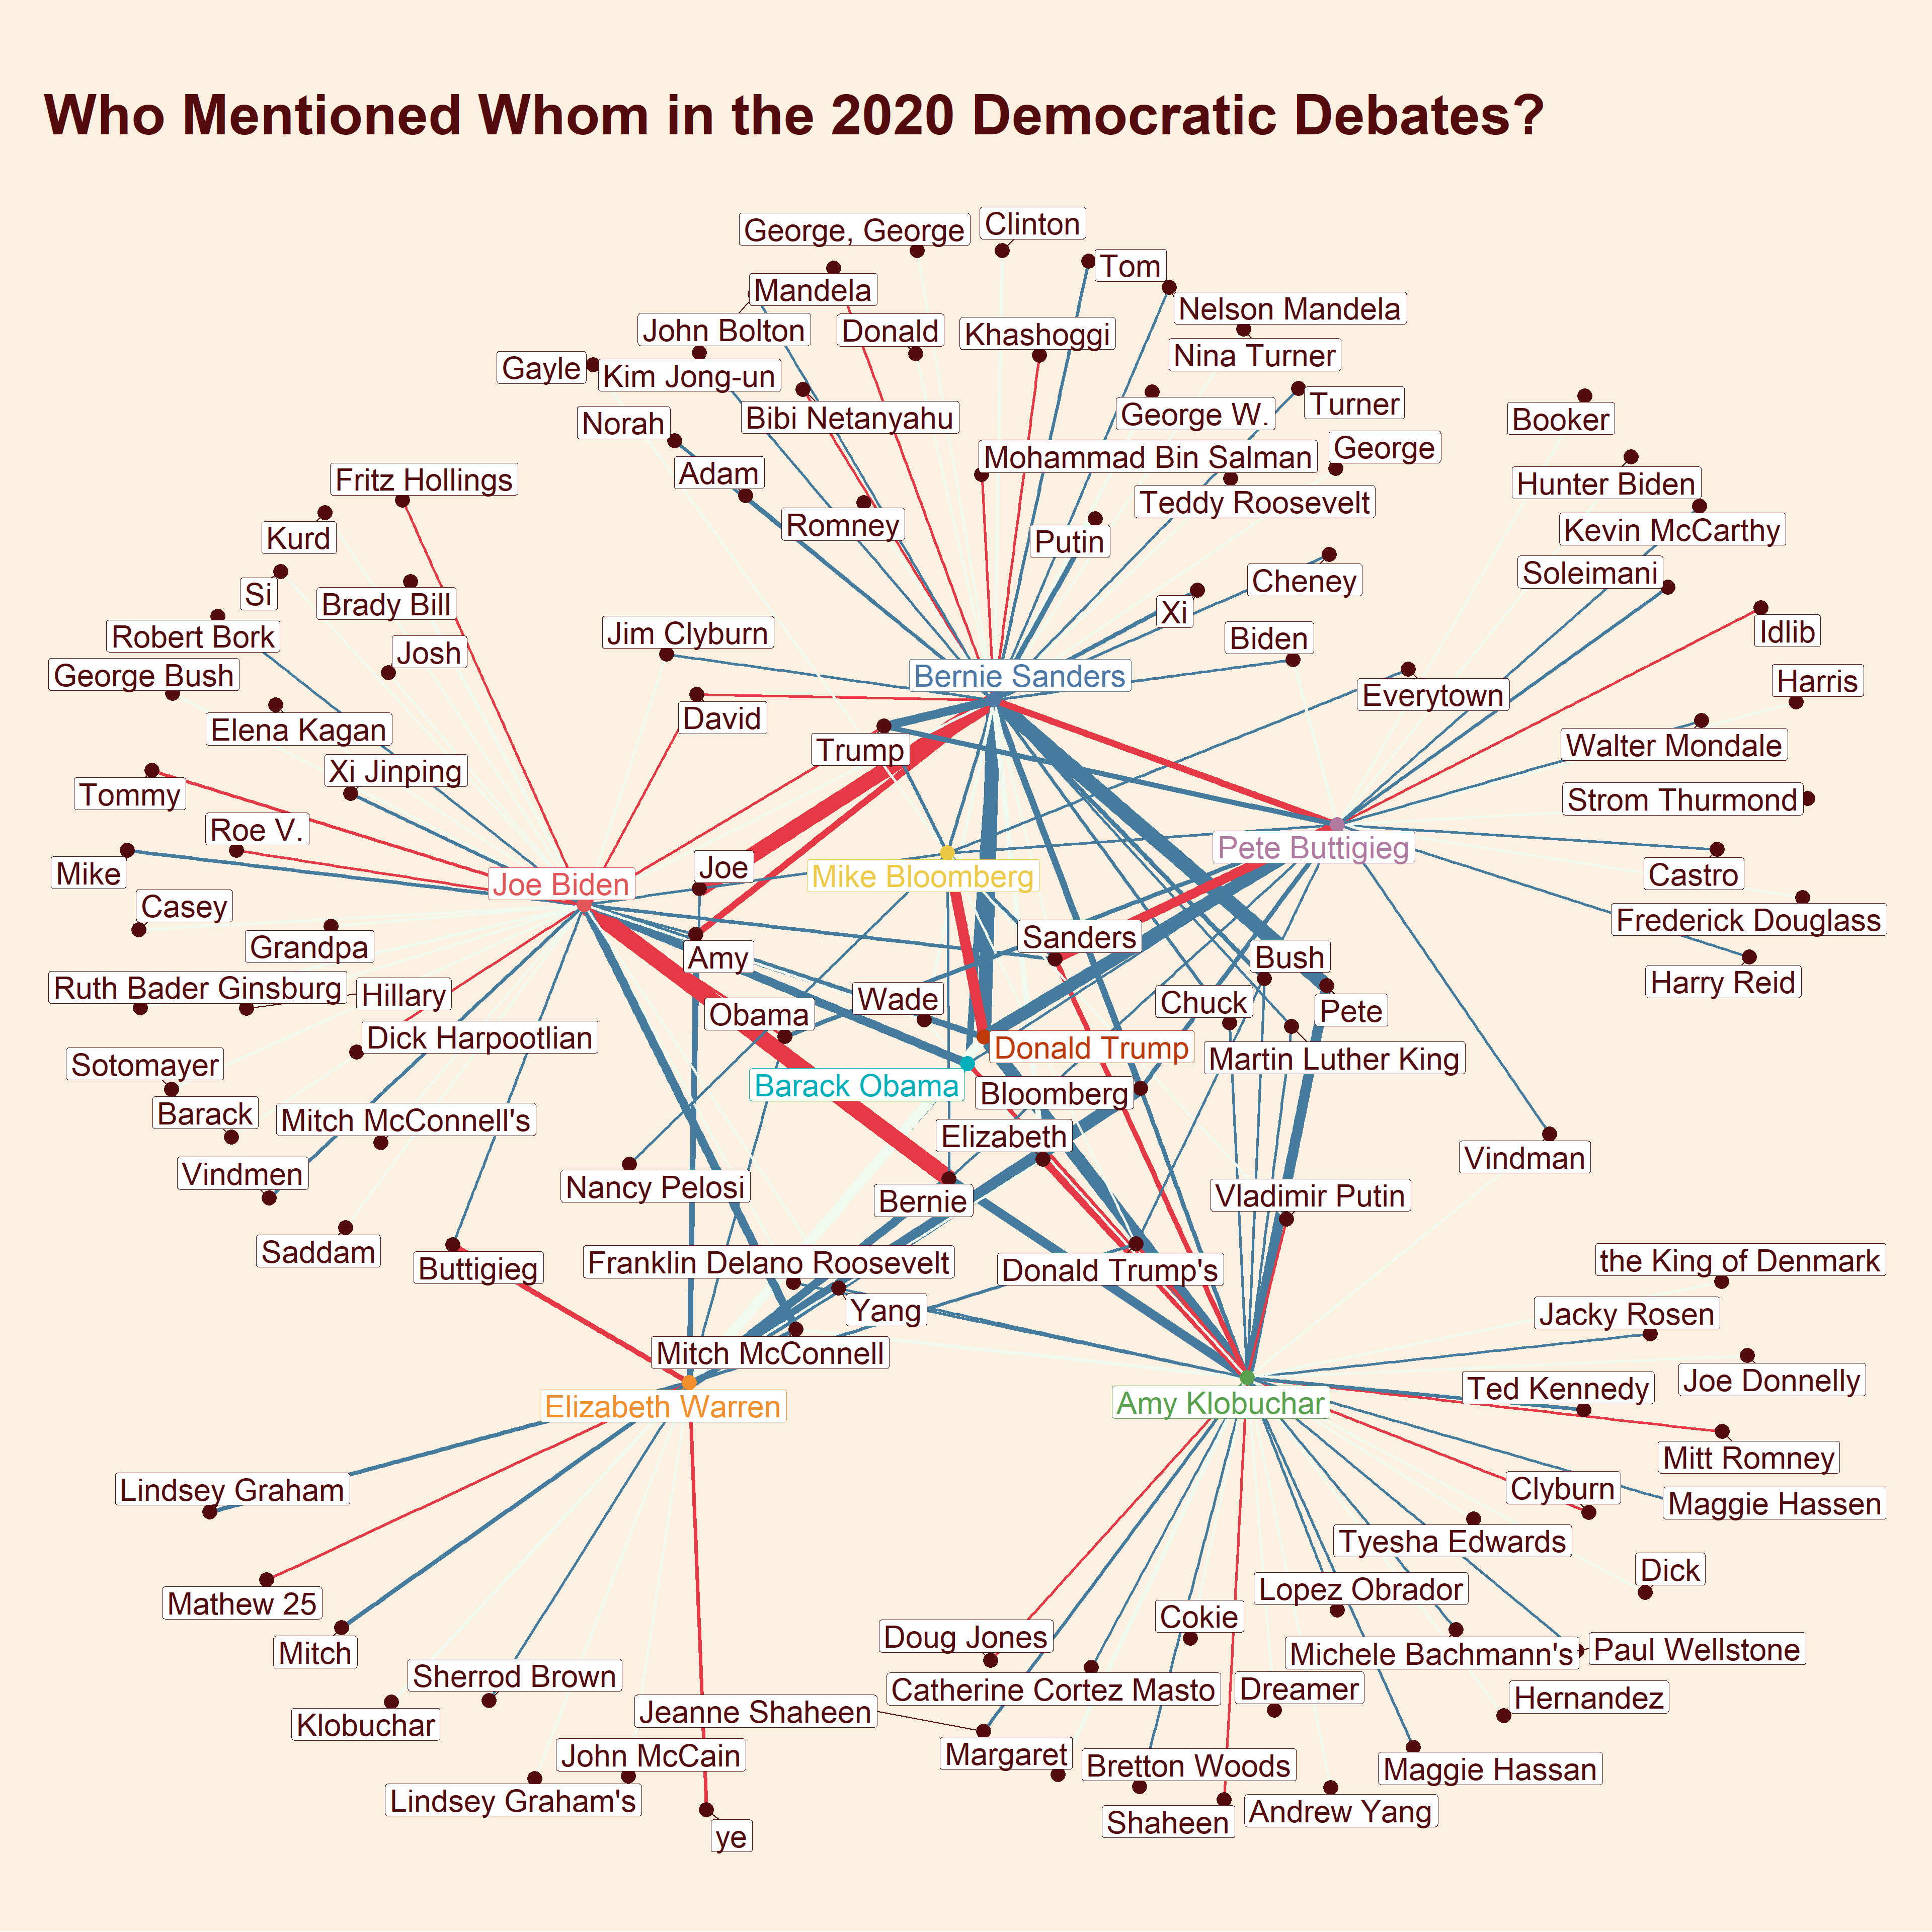 Who Mentioned Whom in the 2020 Democratic Debates?
George, George
Clinton
Tom
Mandela
Nelson Mandela
John Bolton
Donald
Khashoggi
Nina Turner
Gayle
Kim Jong-un
Bibi Netanyahu
George W.
Turner
Booker
Norah
George
Mohammad Bin Salman
Adam
Fritz Hollings
Hunter Biden
Teddy Roosevelt
Romney
Kevin McCarthy
Kurd
Putin
Soleimani
Cheney
Si
Brady Bill
Xi
Robert Bork
Jim Clyburn
Biden
Idlib
Josh
George Bush
Bernie Sanders
Harris
Everytown
David
Elena Kagan
Trump
Walter Mondale
Xi Jinping
Tommy
Strom Thurmond
Roe V.
Pete Buttigieg
Joe
Mike
Joe Biden
Mike Bloomberg
Castro
Casey
Frederick Douglass
Grandpa
Sanders
Amy
Bush
Harry Reid
Ruth Bader Ginsburg
Hillary
Wade
Obama
Chuck
Pete
Dick Harpootlian
Donald Trump
Martin Luther King
Sotomayer
Barack Obama
Bloomberg
Barack
Mitch McConnell's
Elizabeth
Vindman
Vindmen
Nancy Pelosi
Bernie
Vladimir Putin
Saddam
Buttigieg
Franklin Delano Roosevelt
Donald Trump's
the King of Denmark
Yang
Jacky Rosen
Mitch McConnell
Joe Donnelly
Ted Kennedy
Elizabeth Warren
Amy Klobuchar
Mitt Romney
Lindsey Graham
Clyburn
Maggie Hassen
Tyesha Edwards
Dick
Mathew 25
Lopez Obrador
Cokie
Doug Jones
Mitch
Michele Bachmann's
Paul Wellstone
Sherrod Brown
Catherine Cortez Masto
Dreamer
Hernandez
Klobuchar
Jeanne Shaheen
John McCain
Margaret
Bretton Woods
Maggie Hassan
Lindsey Graham's
Shaheen
Andrew Yang
ye